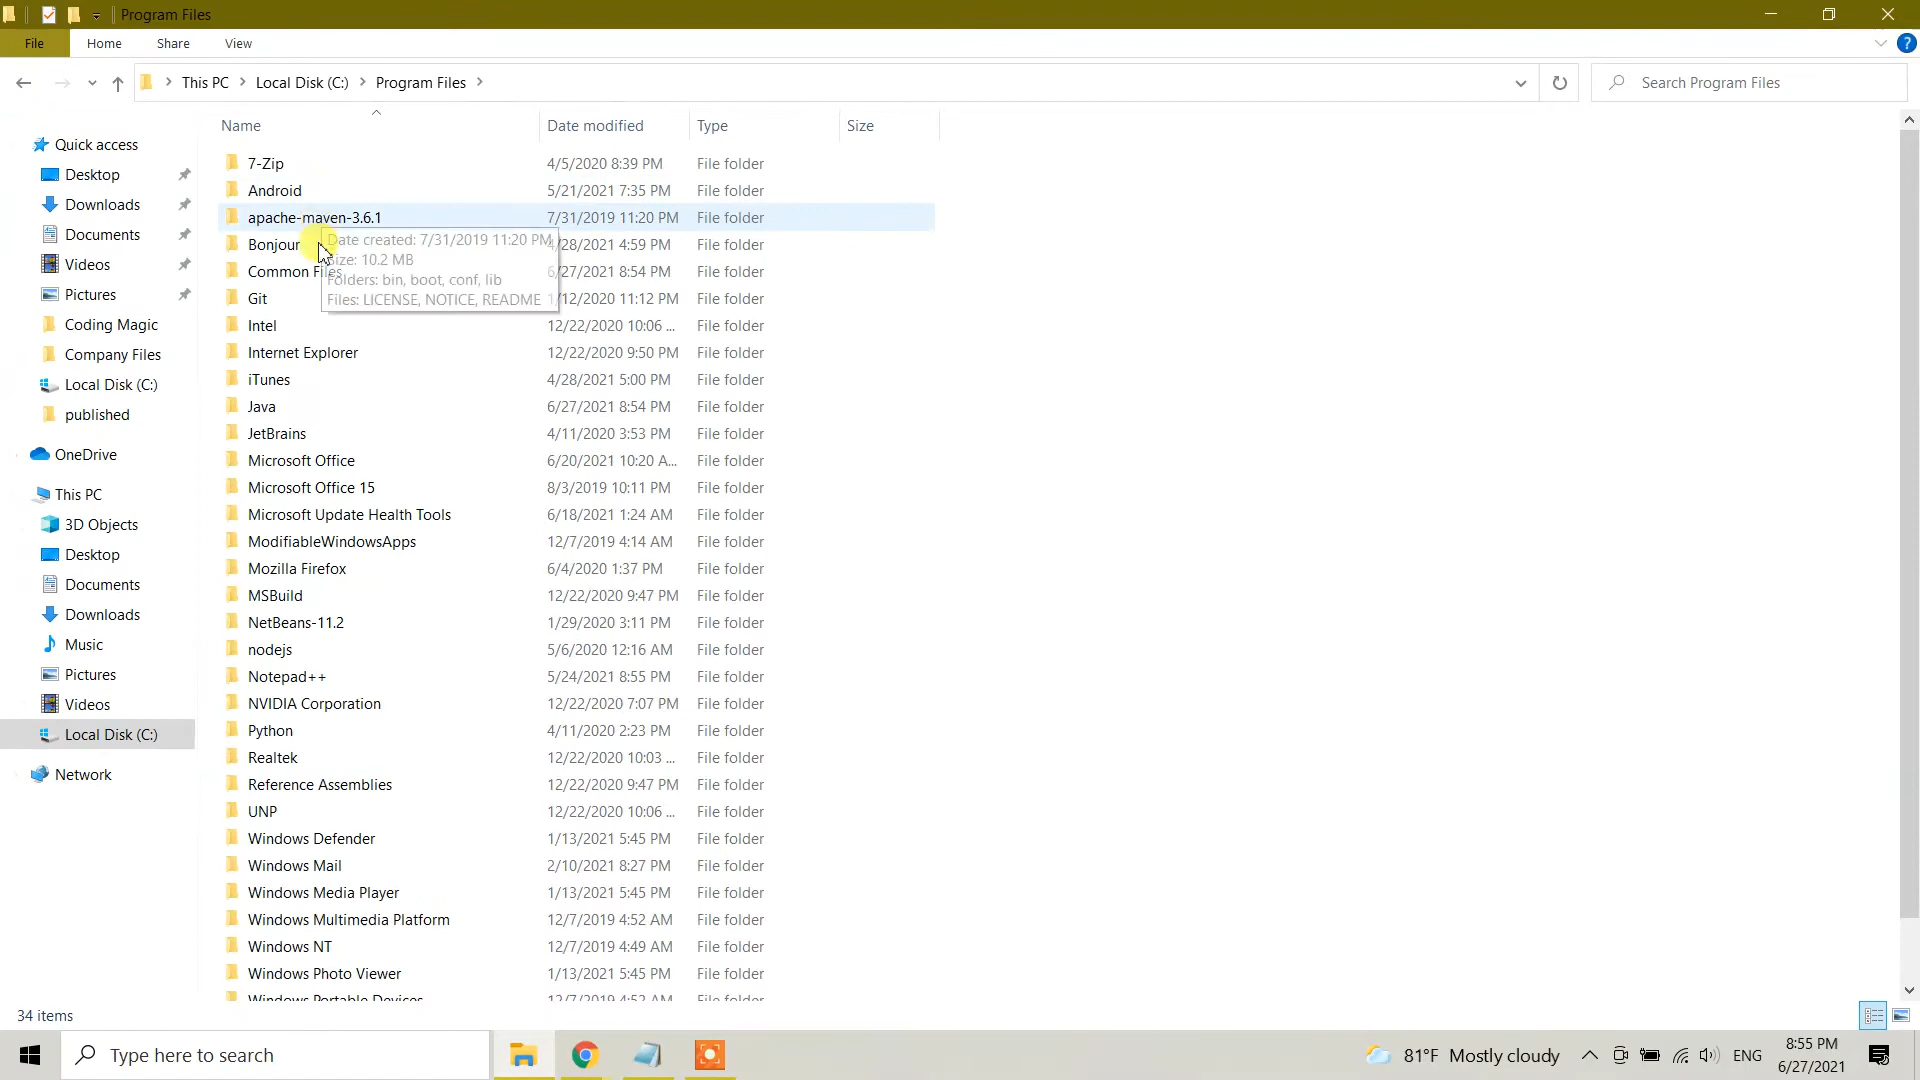 Program Files
File Home Share View
This PC Local Disk (C:) Program Files
Search Program Files
Name Date modified Type Size
Quick access
Desktop
Downloads
Documents
Videos
Pictures
Coding Magic
Company Files
Local Disk (C:)
published
OneDrive
This PC
3D Objects
Desktop
Documents
Downloads
Music
Pictures
Videos
Local Disk (C:)
Network
7-Zip 4/5/2020 8:39 PM File folder
Android 5/21/2021 7:35 PM File folder
apache-maven-3.6.1 7/31/2019 11:20 PM File folder
Bonjour /28/2021 4:59 PM File folder
Common Files 6/27/2021 8:54 PM File folder
Git 1/12/2020 11:12 PM File folder
Date created: 7/31/2019 11:20 PM
Size: 10.2 MB
Folders: bin, boot, conf, lib
Files: LICENSE, NOTICE, README
Intel 12/22/2020 10:06 ... File folder
Internet Explorer 12/22/2020 9:50 PM File folder
iTunes 4/28/2021 5:00 PM File folder
Java 6/27/2021 8:54 PM File folder
JetBrains 4/11/2020 3:53 PM File folder
Microsoft Office 6/20/2021 10:20 A... File folder
Microsoft Office 15 8/3/2019 10:11 PM File folder
Microsoft Update Health Tools 6/18/2021 1:24 AM File folder
ModifiableWindowsApps 12/7/2019 4:14 AM File folder
Mozilla Firefox 6/4/2020 1:37 PM File folder
MSBuild 12/22/2020 9:47 PM File folder
NetBeans-11.2 1/29/2020 3:11 PM File folder
nodejs 5/6/2020 12:16 AM File folder
Notepad++ 5/24/2021 8:55 PM File folder
NVIDIA Corporation 12/22/2020 7:07 PM File folder
Python 4/11/2020 2:23 PM File folder
Realtek 12/22/2020 10:03 ... File folder
Reference Assemblies 12/22/2020 9:47 PM File folder
UNP 12/22/2020 10:06 ... File folder
Windows Defender 1/13/2021 5:45 PM File folder
Windows Mail 2/10/2021 8:27 PM File folder
Windows Media Player 1/13/2021 5:45 PM File folder
Windows Multimedia Platform 12/7/2019 4:52 AM File folder
Windows NT 12/7/2019 4:49 AM File folder
Windows Photo Viewer 1/13/2021 5:45 PM File folder
Windows Portable Devices 12/7/2019 4:52 AM File folder
34 items
Type here to search
81°F Mostly cloudy
ENG
8:55 PM
6/27/2021